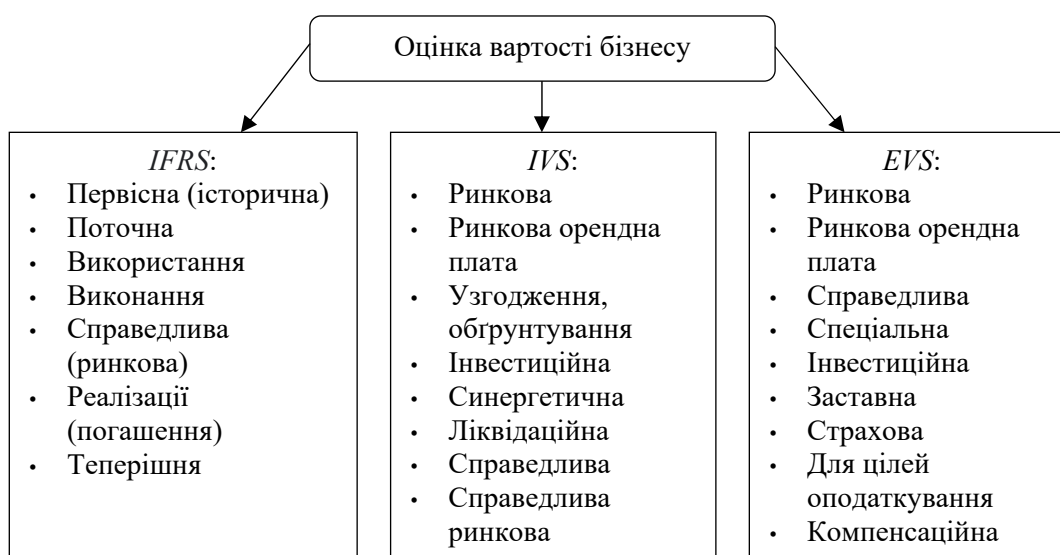 Оцінка вартості бізнесу
IFRS:
• Первісна (історична)
• Поточна
• Використання
• Виконання
• Справедлива
(ринкова)
• Реалізації
(погашення)
• Теперішня
IVS:
• Ринкова
• Ринкова орендна
плата
• Узгодження,
обґрунтування
• Інвестиційна
• Синергетична
• Ліквідаційна
• Справедлива
• Справедлива
ринкова
EVS:
• Ринкова
• Ринкова орендна
плата
• Справедлива
• Спеціальна
• Інвестиційна
• Заставна
• Страхова
• Для цілей
оподаткування
• Компенсаційна